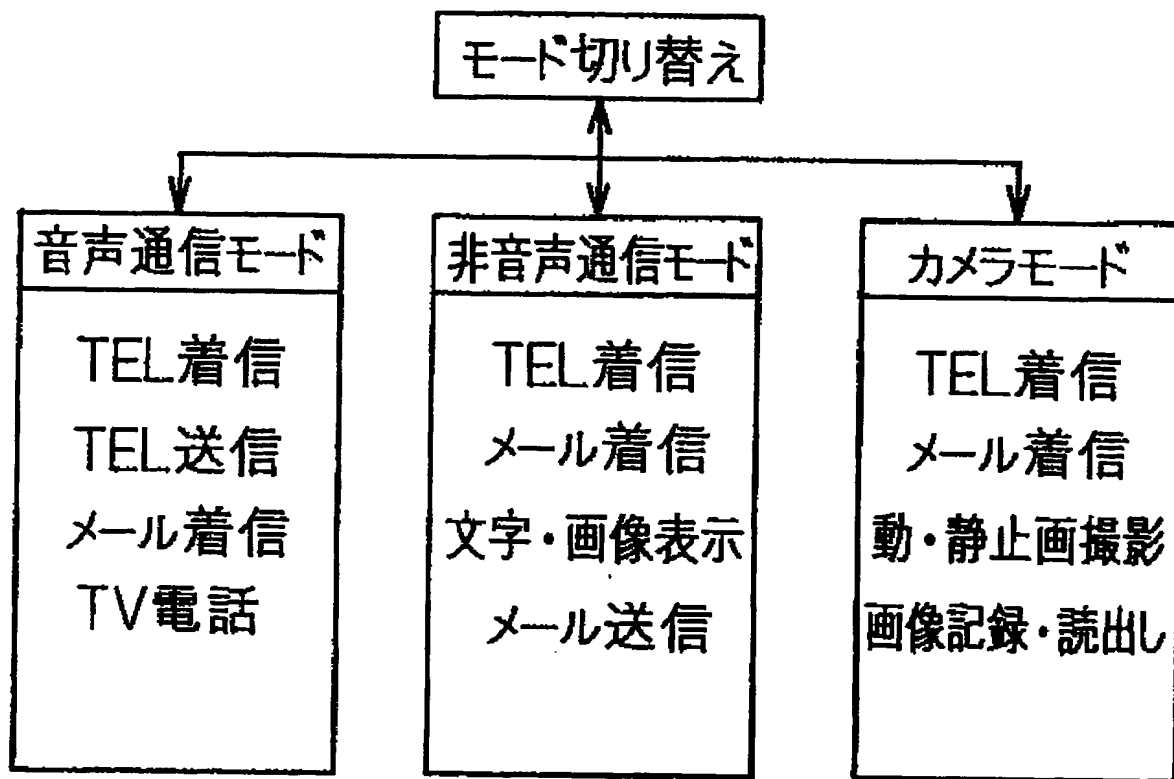 モード切り替え
音声通信モード
TEL着信
TEL送信
メール着信
TV電話
非音声通信モード
TEL着信
メール着信
文字・画像表示
メール送信
カメラモード
TEL着信
メール着信
動・静止画撮影
画像記録・読出し